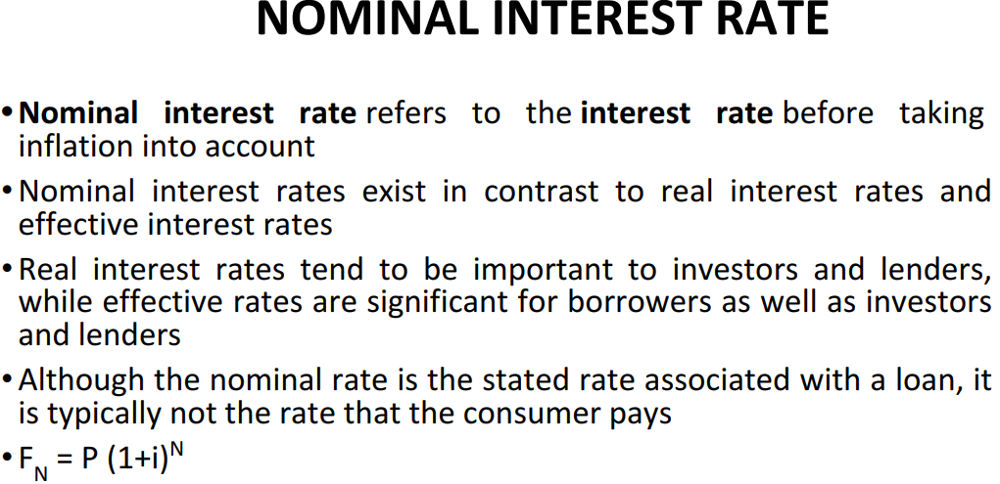 NOMINAL INTEREST RATE
• Nominal interest rate refers to the interest rate before taking
inflation into account
• Nominal interest rates exist in contrast to real interest rates and
effective interest rates
• Real interest rates tend to be important to investors and lenders,
while effective rates are significant for borrowers as well as investors
and lenders
• Although the nominal rate is the stated rate associated with a loan, it
is typically not the rate that the consumer pays
• F_N = P (1+i)^N